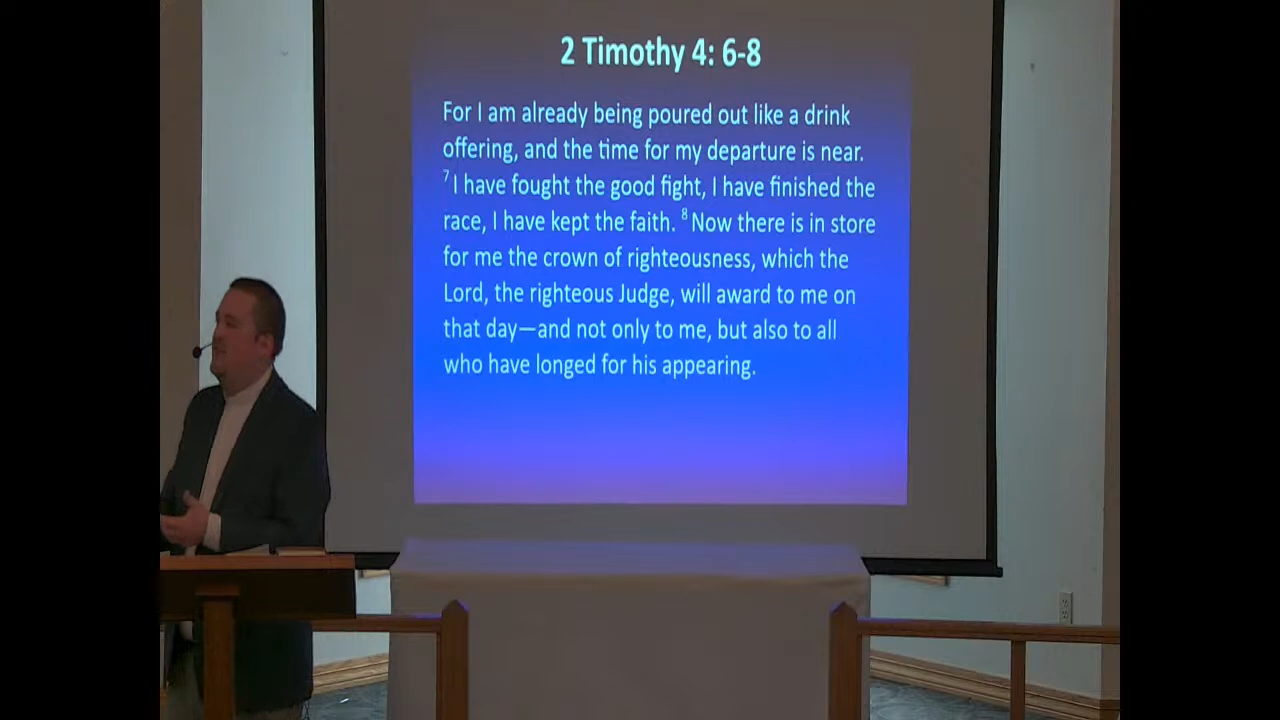 2 Timothy 4: 6-8
For I am already being poured out like a drink
offering, and the time for my departure is near.
7 I have fought the good fight, I have finished the
race, I have kept the faith. 8 Now there is in store
for me the crown of righteousness, which the
Lord, the righteous Judge, will award to me on
that day—and not only to me, but also to all
who have longed for his appearing.